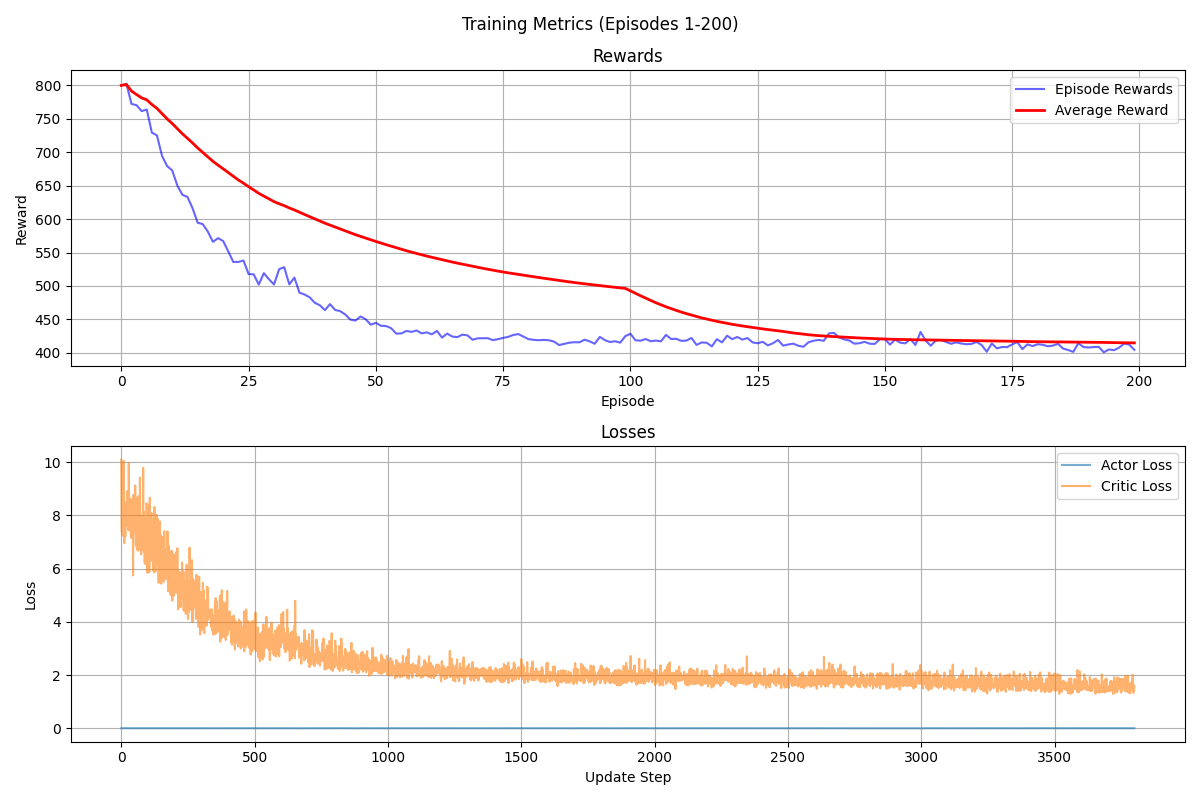 Training Metrics (Episodes 1-200)
Rewards
Reward
800
750
700
650
600
550
500
450
400
Episode Rewards
Average Reward
0 25 50 75 100 125 150 175 200
Episode
Losses
Loss
10
8
6
4
2
0
Actor Loss
Critic Loss
0 500 1000 1500 2000 2500 3000 3500
Update Step